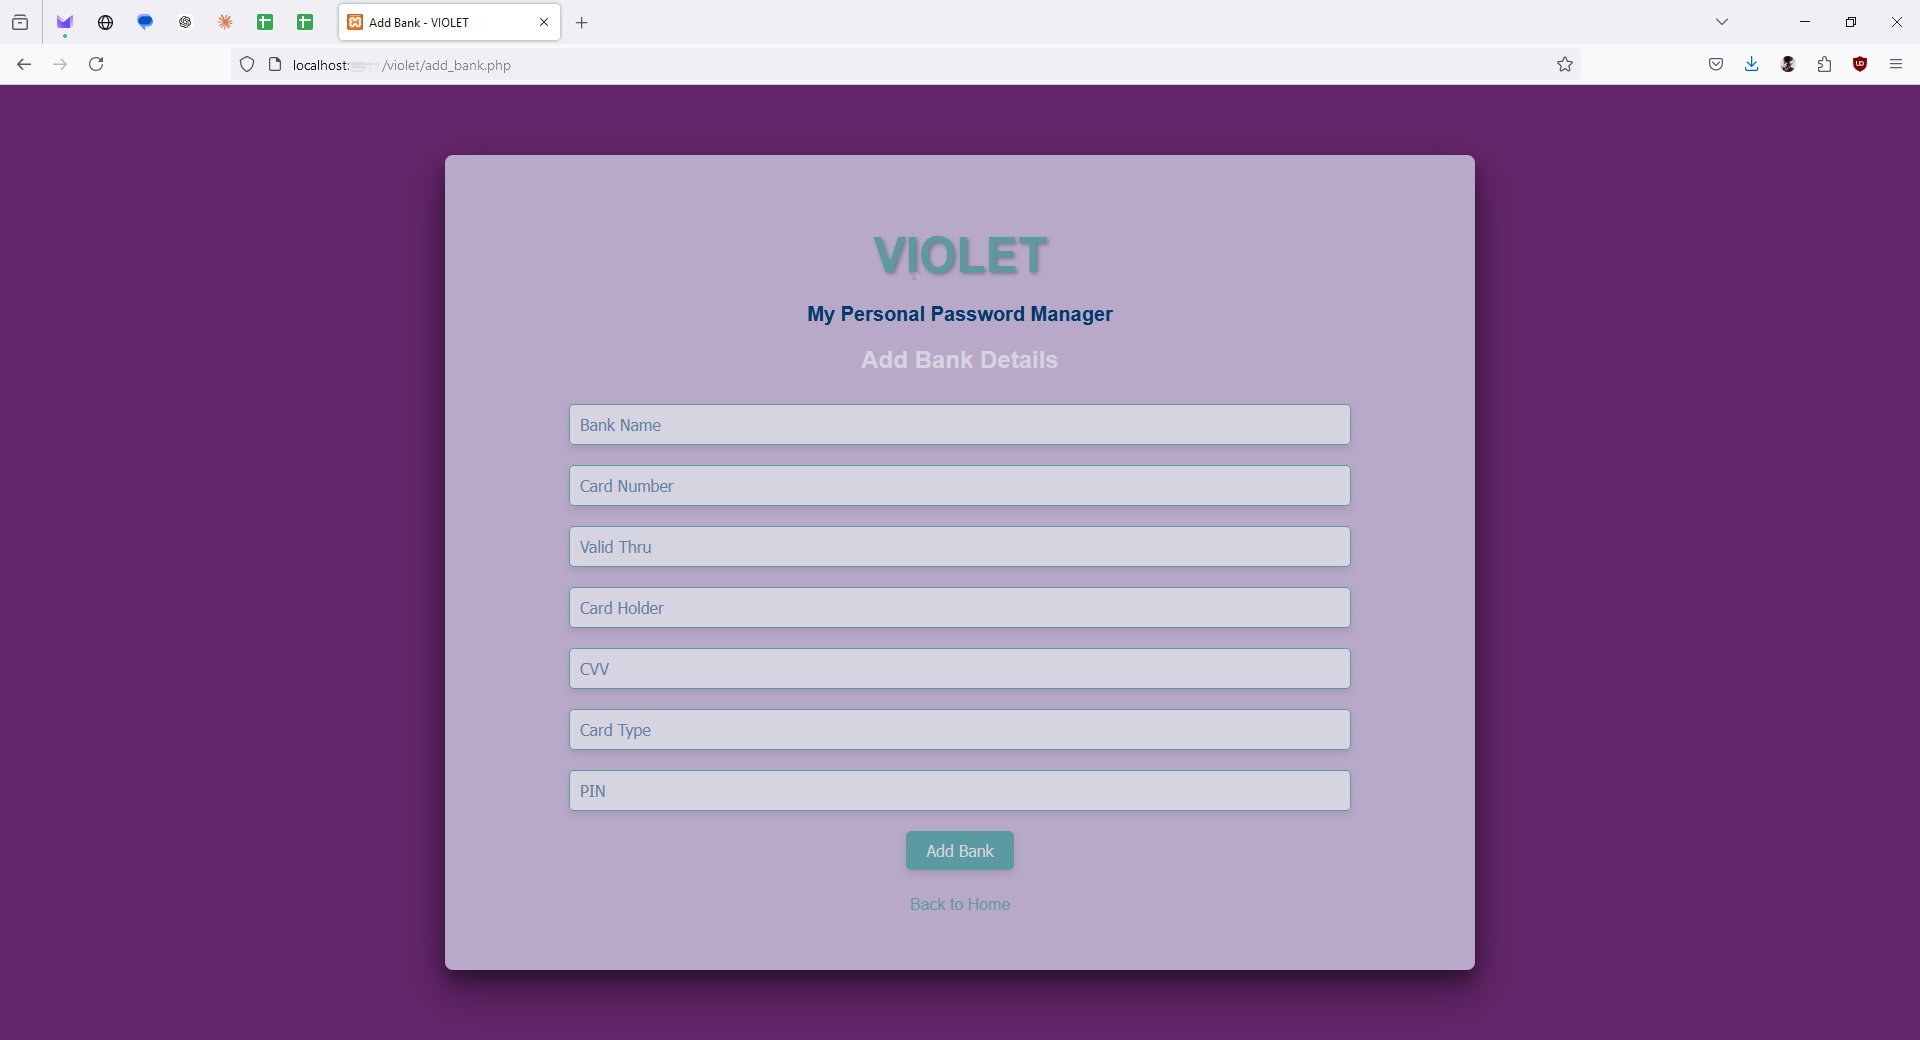 Add Bank - VIOLET
localhost: /violet/add_bank.php
VIOLET
My Personal Password Manager
Add Bank Details
Bank Name
Card Number
Valid Thru
Card Holder
CVV
Card Type
PIN
Add Bank
Back to Home